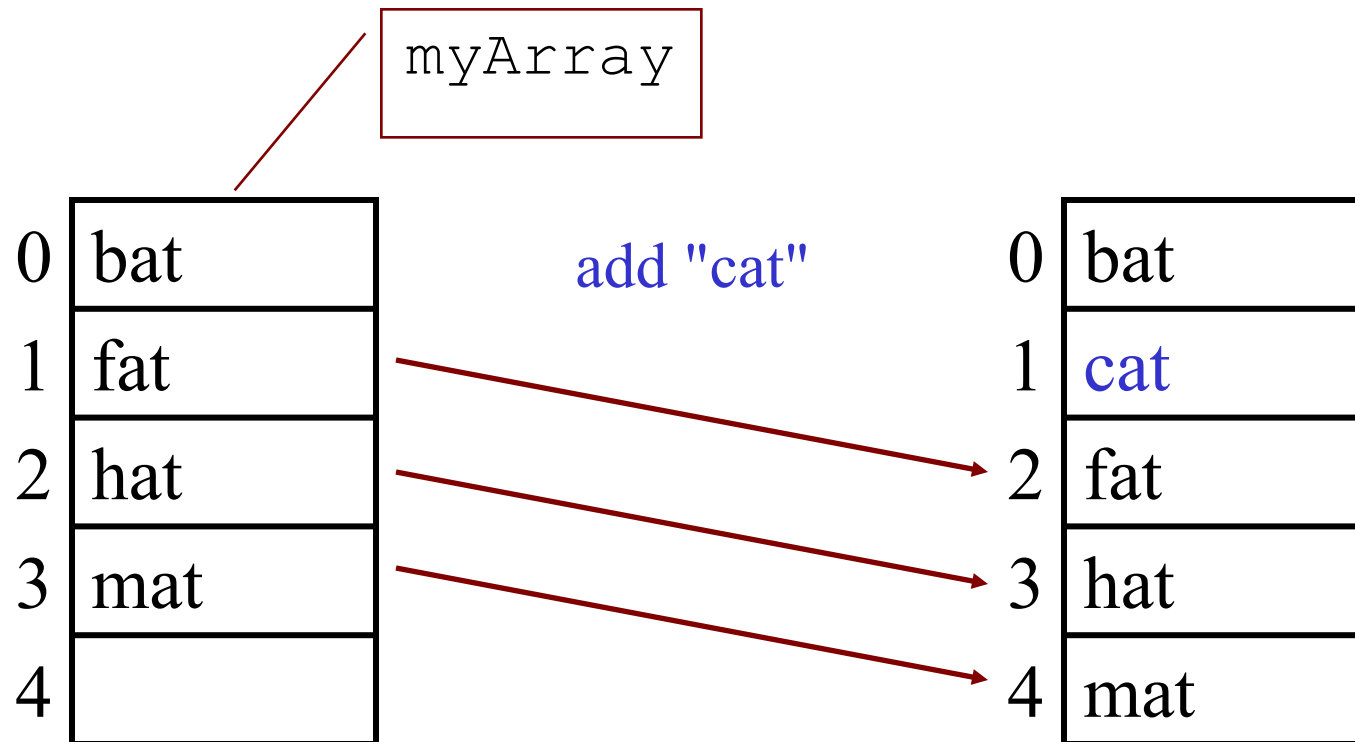 myArray
add "cat"
0 bat
1 fat
2 hat
3 mat
4
0 bat
1 cat
2 fat
3 hat
4 mat